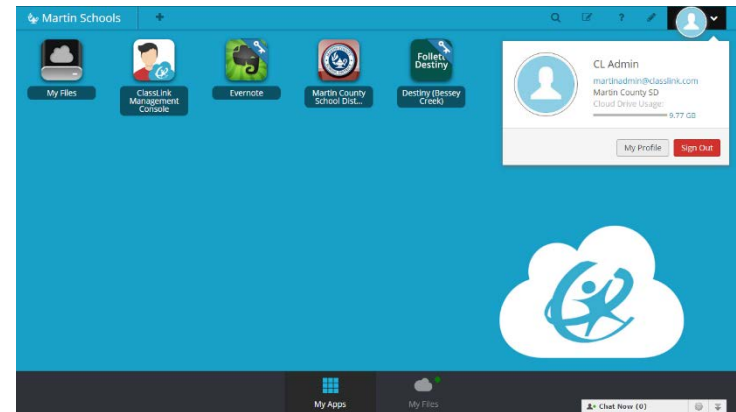 Martin Schools
+
?
CL Admin
martinadmin@classlink.com
Martin County SD
Cloud Drive Usage:
9.77 GB
My Profile
Sign Out
My Files
ClassLink
Management
Console
Evernote
Martin County
School Dist...
Follett
Destiny
Destiny (Bessey
Creek)
My Apps
My Files
Chat Now (0)